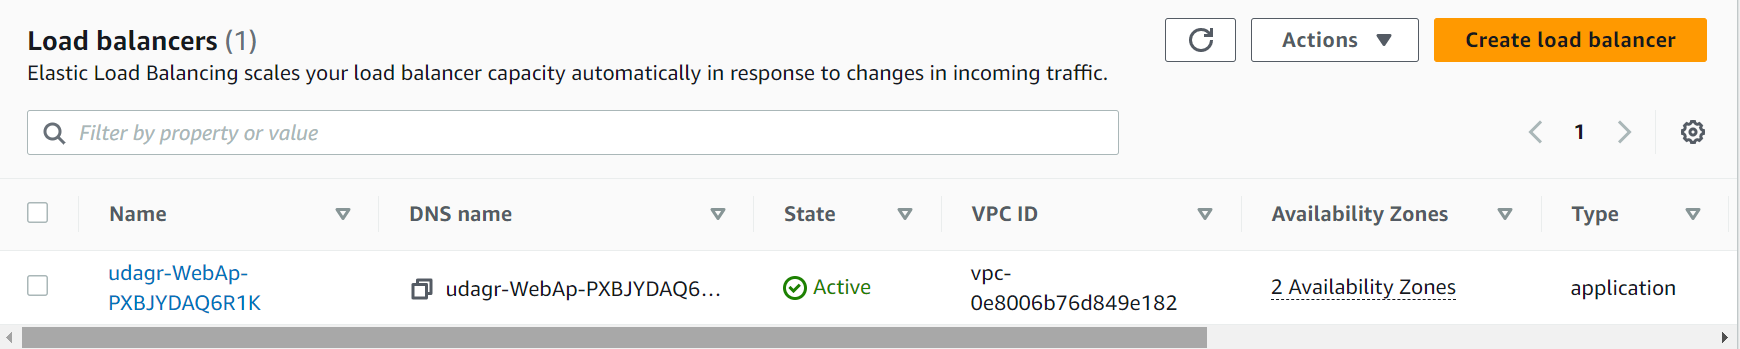 Load balancers (1)
Actions
Create load balancer
Elastic Load Balancing scales your load balancer capacity automatically in response to changes in incoming traffic.
Filter by property or value
1
Name
DNS name
State
VPC ID
Availability Zones
Type
udagr-WebAp-
PXBJYDAQ6R1K
udagr-WebAp-PXBJYDAQ6...
Active
vpc-
0e8006b76d849e182
2 Availability Zones
application